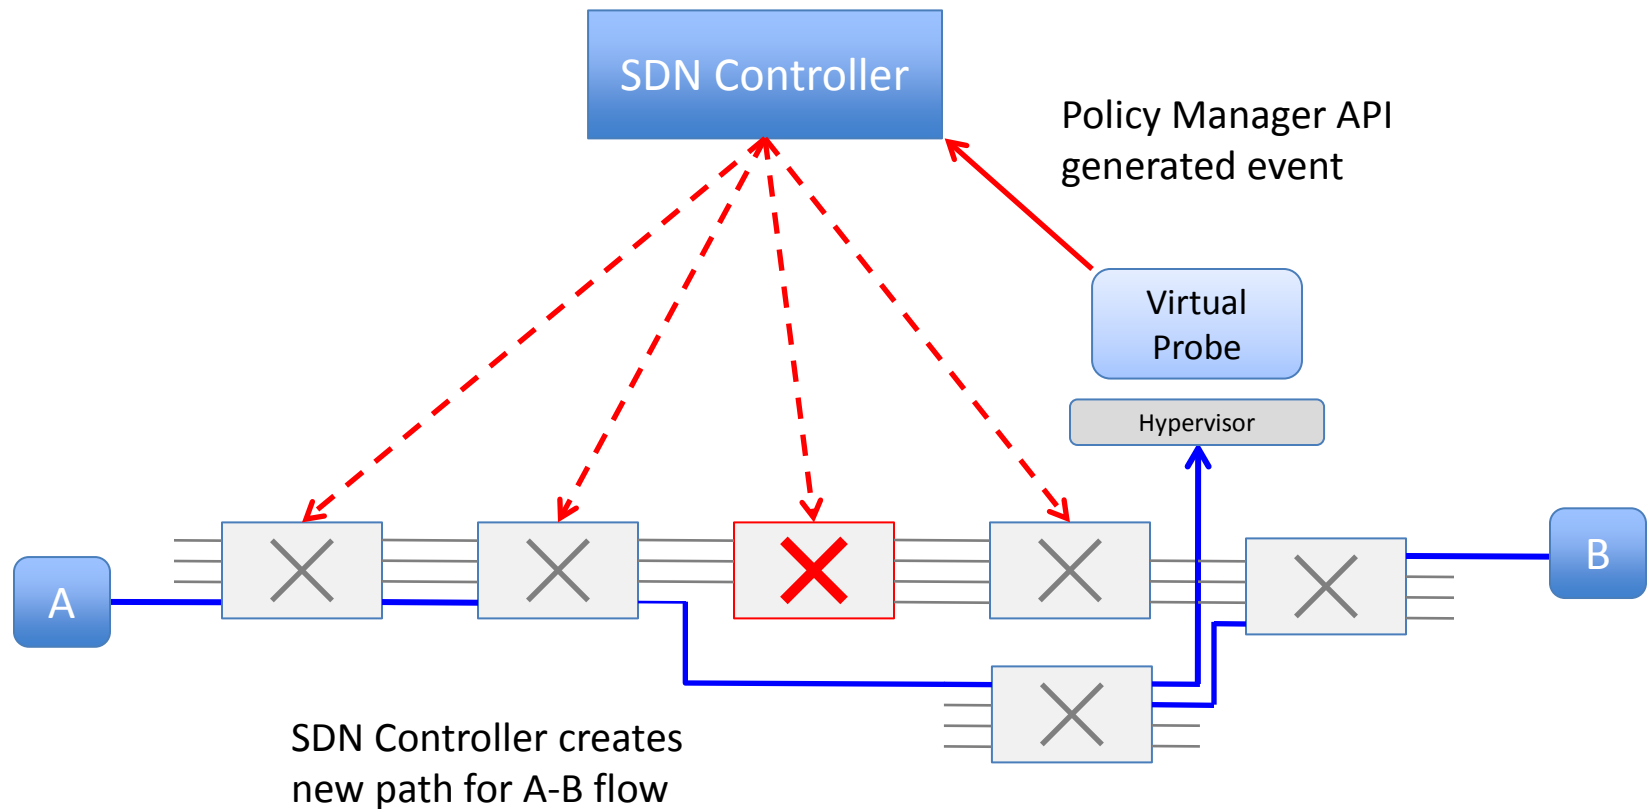 SDN Controller
Policy Manager API
generated event
Virtual
Probe
Hypervisor
A
B
SDN Controller creates
new path for A-B flow